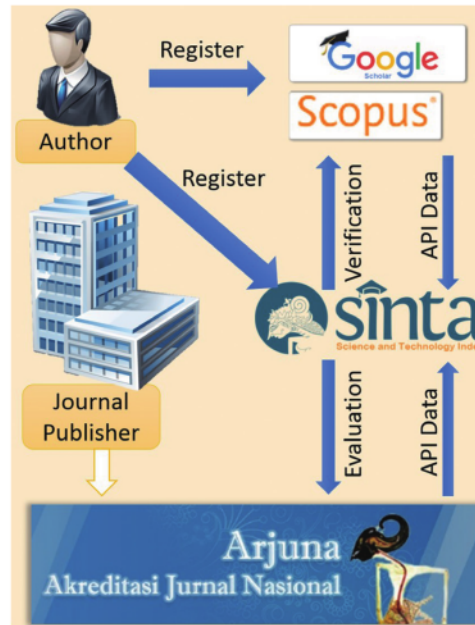 Register
Google
Scholar
Scopus®
Author
Register
Verification
API Data
sinta
Science and Technology Inde
Journal
Publisher
Evaluation
API Data
Arjuna
Akreditasi Jurnal Nasional